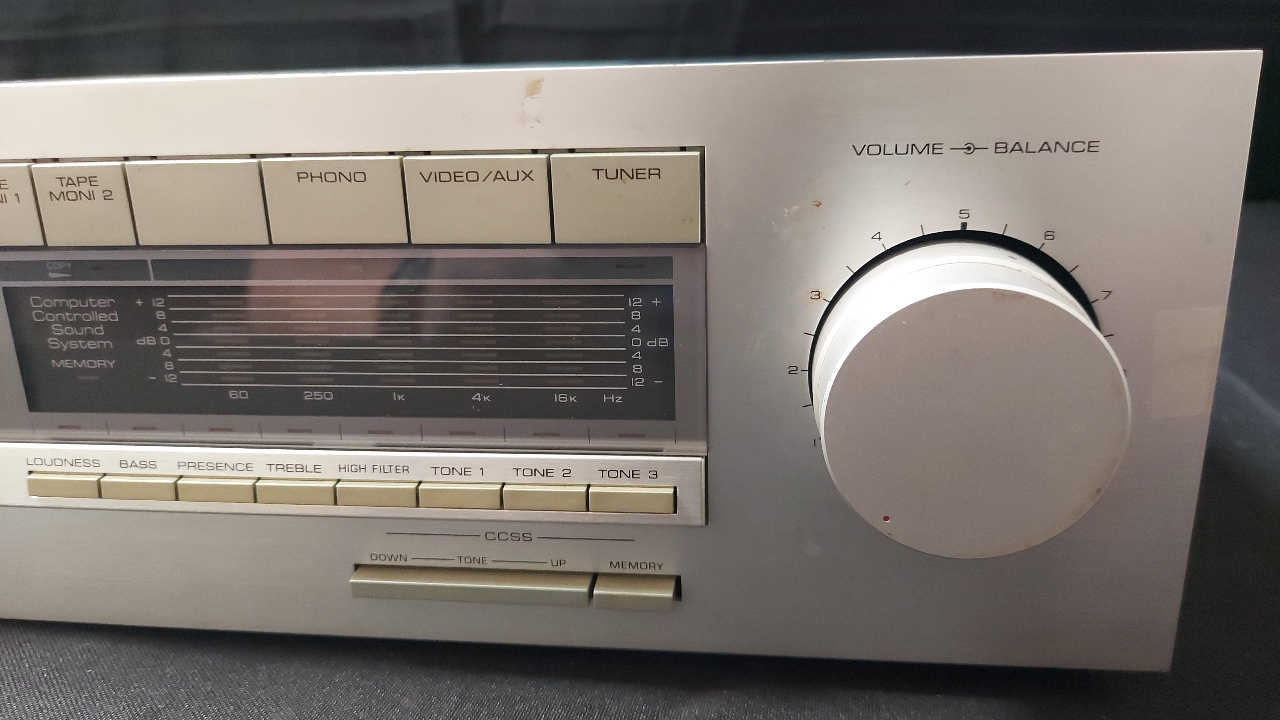 VOLUME BALANCE
TAPE
MONI 2
PHONO
VIDEO/AUX
TUNER
COPY
Computer
Controlled
Sound
System
MEMORY
+ 12
8
4
dB 0
4
8
- 12
12 +
8
4
0 dB
4
8
12 -
60 250 1K 4K 16K Hz
1
2
3
4
5
6
7
LOUDNESS BASS PRESENCE TREBLE HIGH FILTER TONE 1 TONE 2 TONE 3
CCSS
DOWN TONE UP MEMORY